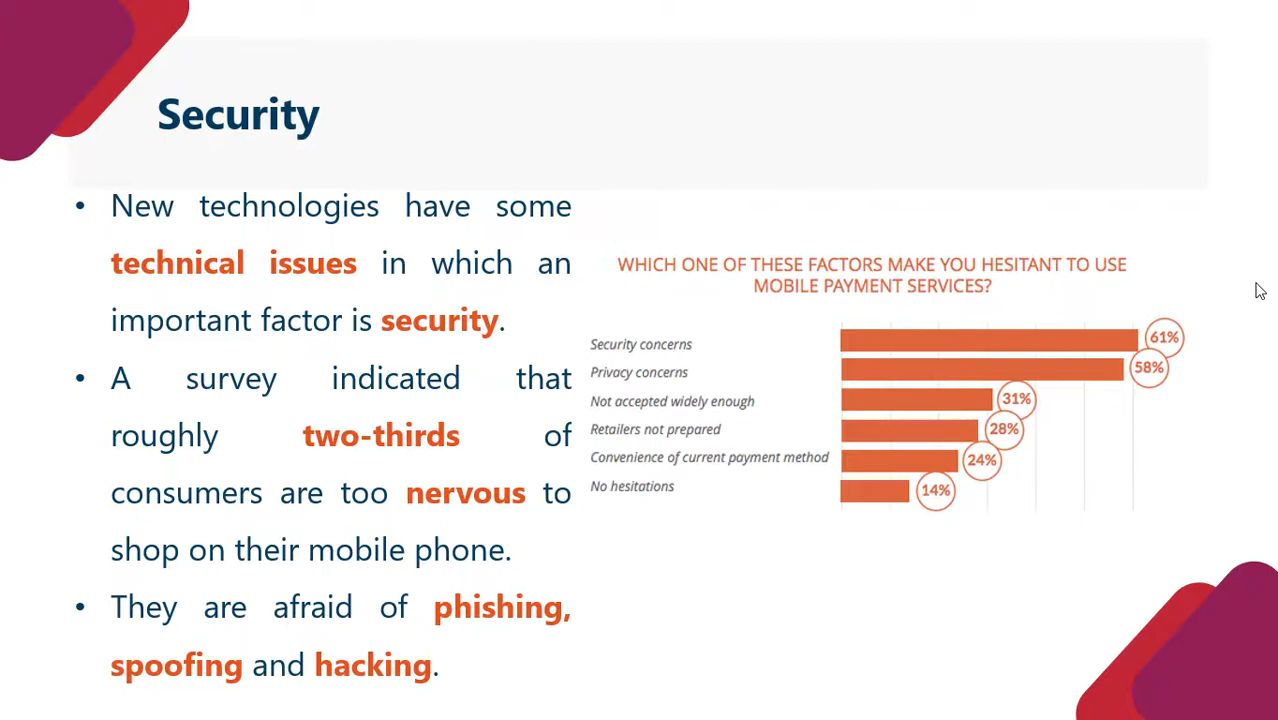 Security
• New technologies have some
technical issues in which an
important factor is security.
• A survey indicated that
roughly two-thirds of
consumers are too nervous to
shop on their mobile phone.
• They are afraid of phishing,
spoofing and hacking.
WHICH ONE OF THESE FACTORS MAKE YOU HESITANT TO USE
MOBILE PAYMENT SERVICES?
Security concerns 61%
Privacy concerns 58%
Not accepted widely enough 31%
Retailers not prepared 28%
Convenience of current payment method 24%
No hesitations 14%